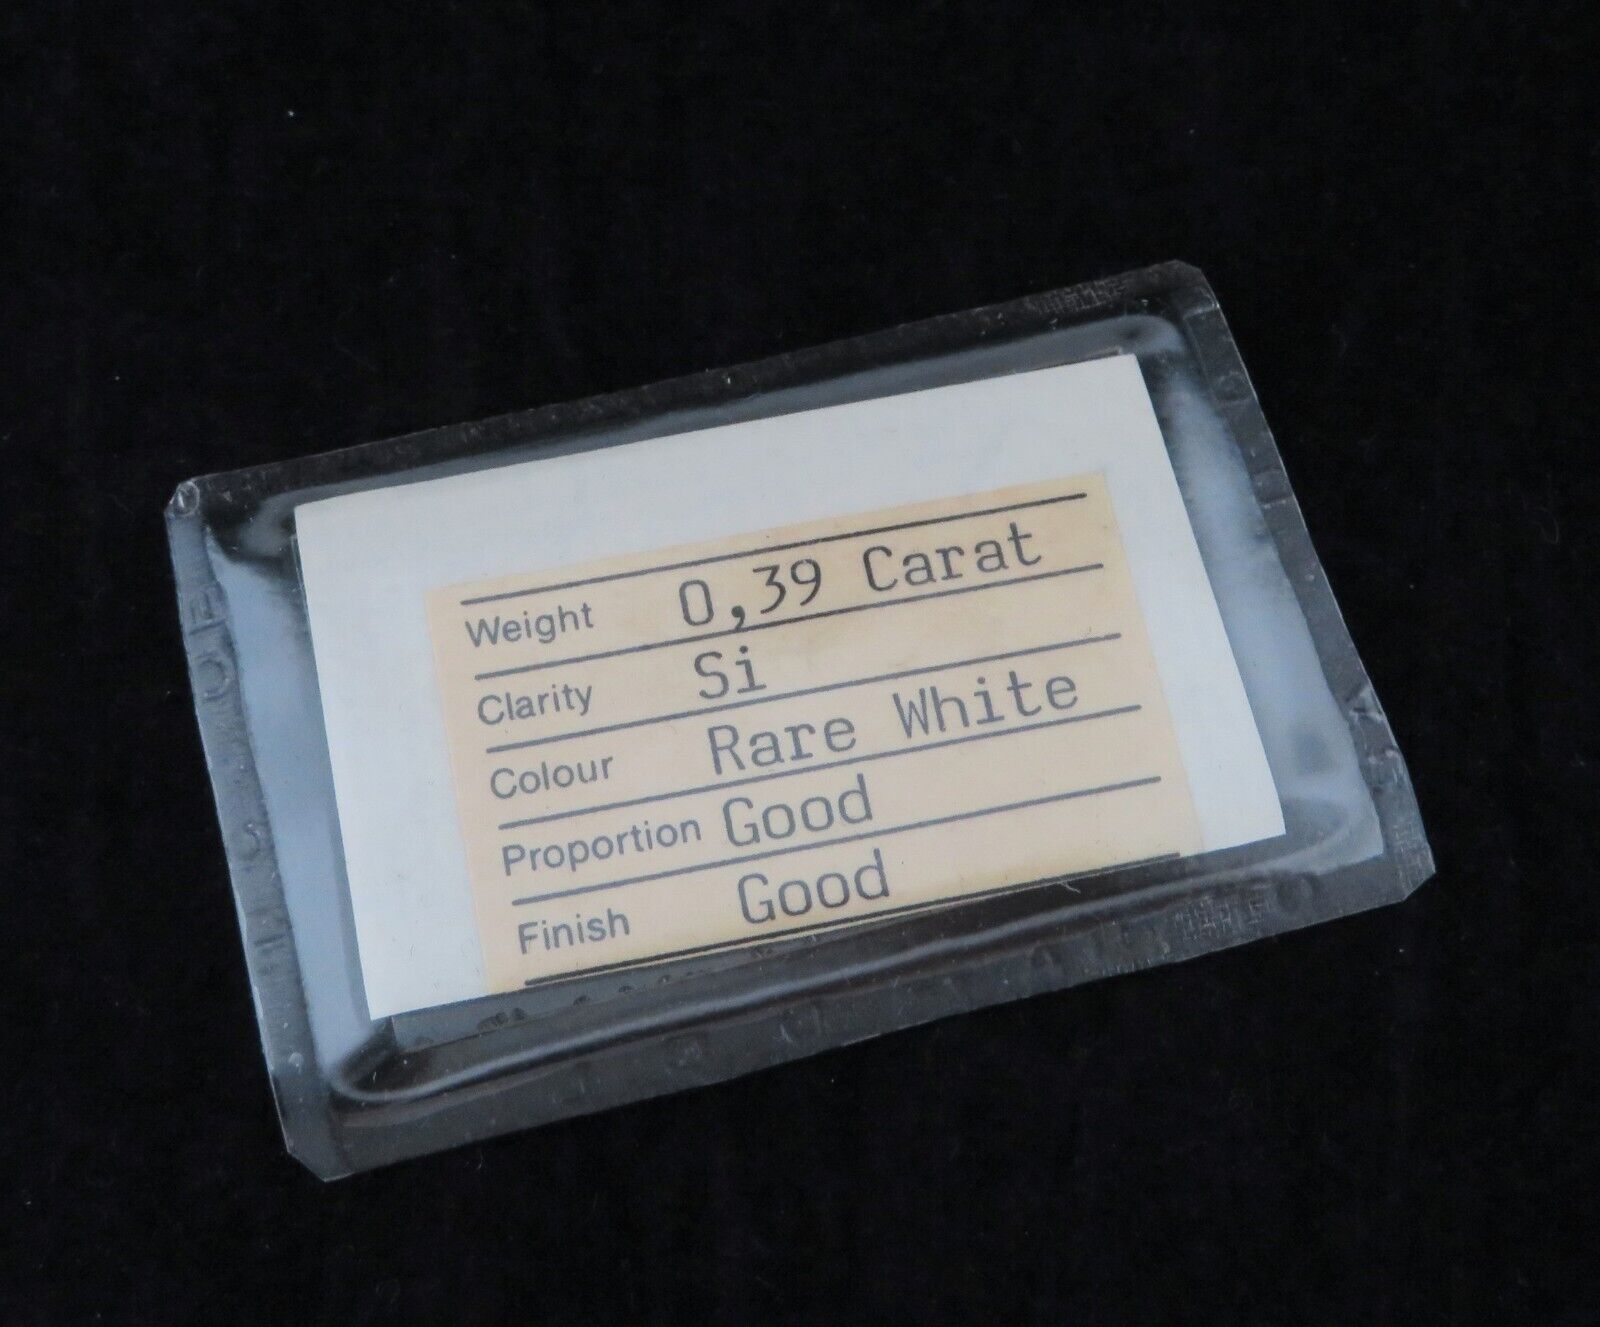 Weight 0,39 Carat
Clarity Si
Colour Rare White
Proportion Good
Finish Good